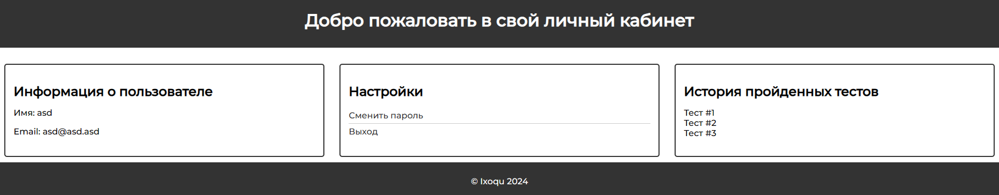 Добро пожаловать в свой личный кабинет
Информация о пользователе
Имя: asd
Email: asd@asd.asd
Настройки
Сменить пароль
Выход
История пройденных тестов
Тест #1
Тест #2
Тест #3
© Ixoqu 2024